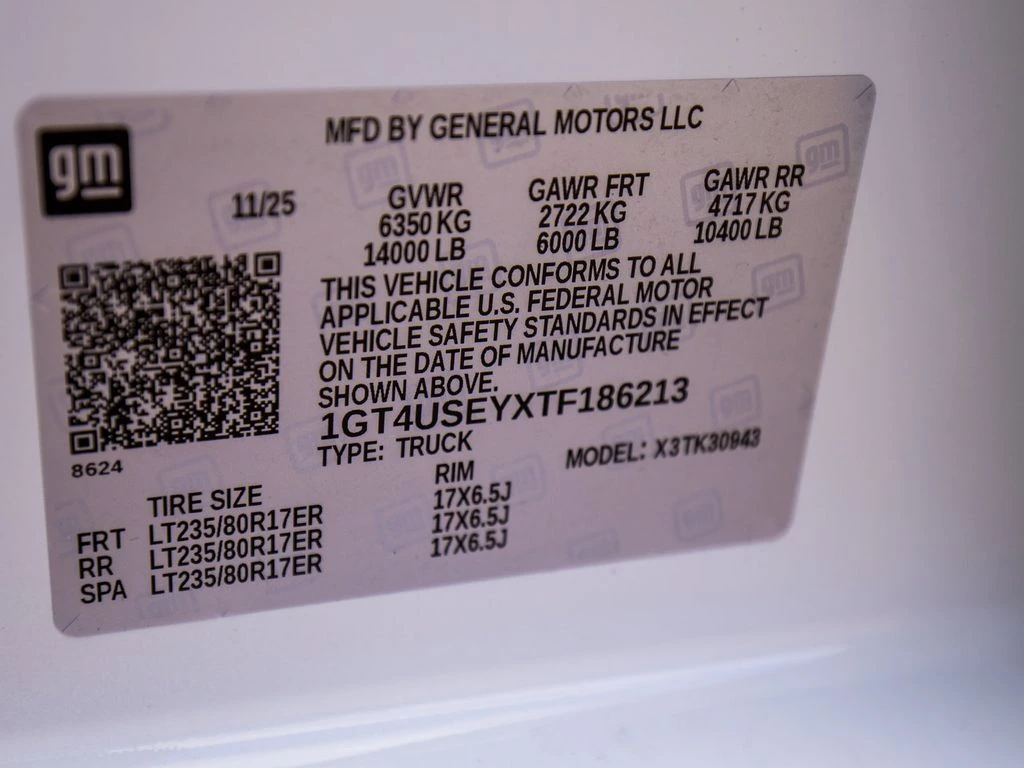 gm
MFD BY GENERAL MOTORS LLC
11/25
GVWR GAWR FRT GAWR RR
6350 KG 2722 KG 4717 KG
14000 LB 6000 LB 10400 LB
THIS VEHICLE CONFORMS TO ALL
APPLICABLE U.S. FEDERAL MOTOR
VEHICLE SAFETY STANDARDS IN EFFECT
ON THE DATE OF MANUFACTURE
SHOWN ABOVE.
1GT4USEYXTF186213
8624
TYPE: TRUCK MODEL: X3TK30943
TIRE SIZE RIM
FRT LT235/80R17ER 17X6.5J
RR LT235/80R17ER 17X6.5J
SPA LT235/80R17ER 17X6.5J